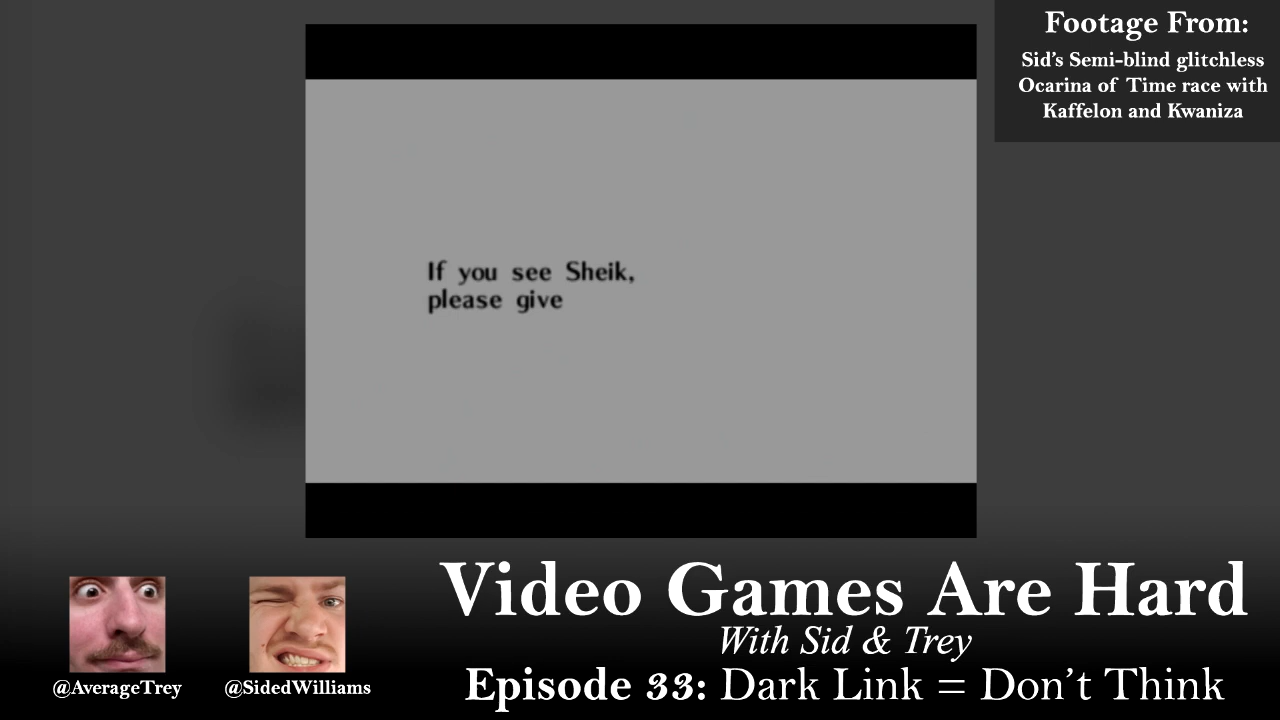 Footage From:
Sid's Semi-blind glitchless
Ocarina of Time race with
Kaffelon and Kwaniza
If you see Sheik,
please give
Video Games Are Hard
With Sid & Trey
Episode 33: Dark Link = Don't Think
@AverageTrey
@SidedWilliams